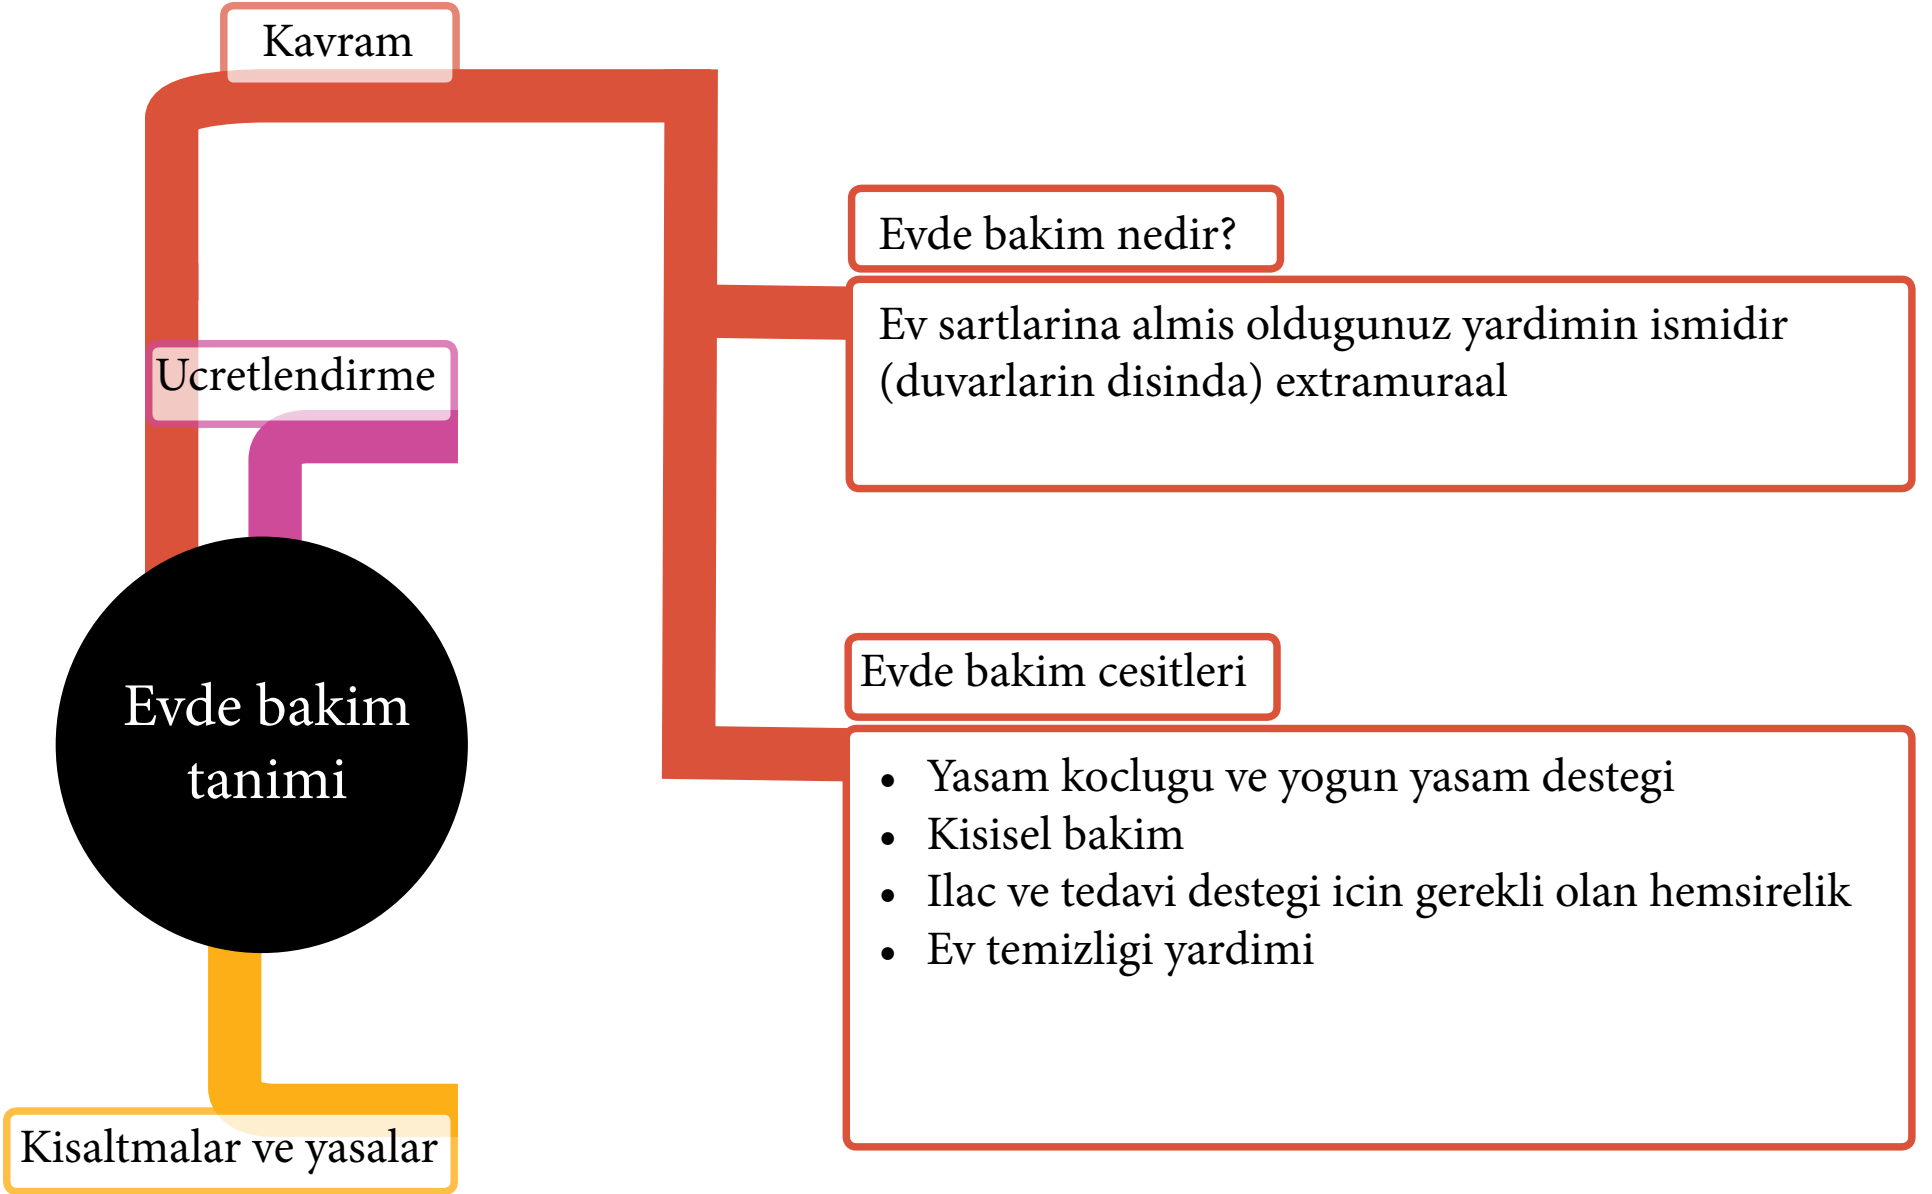 Kavram
Evde bakim nedir?
Ev sartlarina almis oldugunuz yardimin ismidir
(duvarlarin disinda) extramuraal
Ucretlendirme
Evde bakim
tanimi
Evde bakim cesitleri
• Yasam koclugu ve yogun yasam destegi
• Kisisel bakim
• Ilac ve tedavi destegi icin gerekli olan hemsirelik
• Ev temizligi yardimi
Kisaltmalar ve yasalar